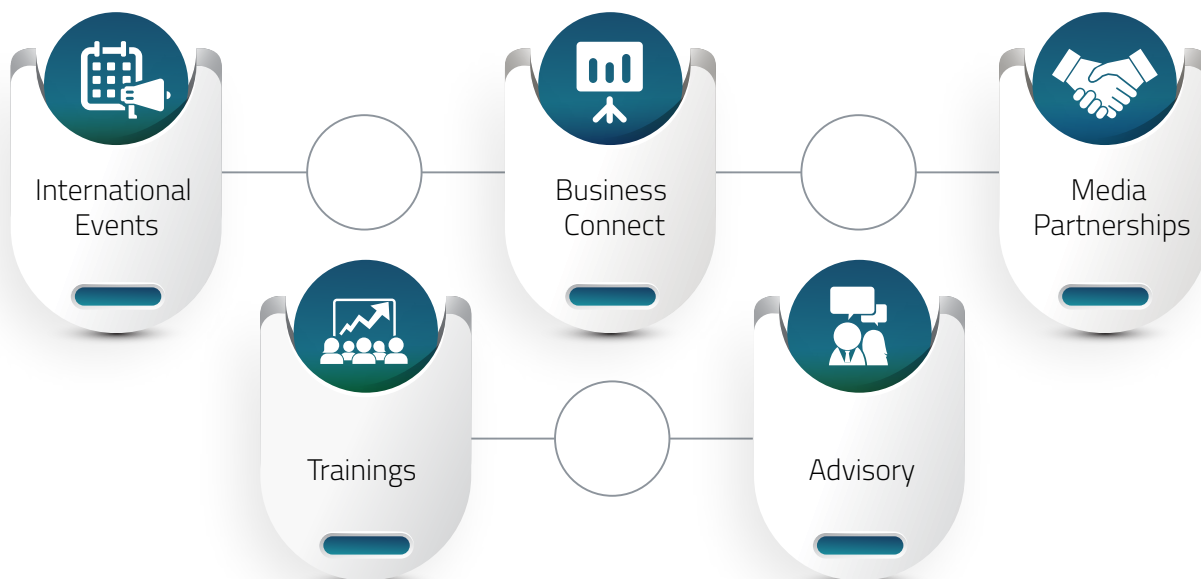 International
Events
Business
Connect
Media
Partnerships
Trainings
Advisory